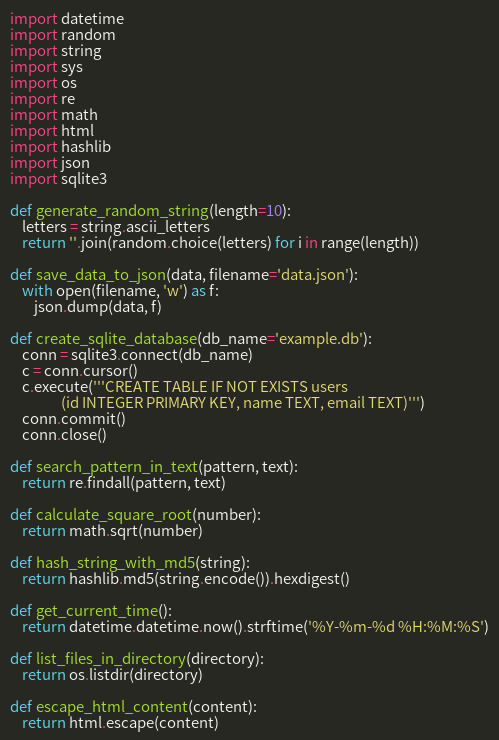 import datetime
import random
import string
import sys
import os
import re
import math
import html
import hashlib
import json
import sqlite3

def generate_random_string(length=10):
    letters = string.ascii_letters
    return ''.join(random.choice(letters) for i in range(length))

def save_data_to_json(data, filename='data.json'):
    with open(filename, 'w') as f:
        json.dump(data, f)

def create_sqlite_database(db_name='example.db'):
    conn = sqlite3.connect(db_name)
    c = conn.cursor()
    c.execute('''CREATE TABLE IF NOT EXISTS users
                 (id INTEGER PRIMARY KEY, name TEXT, email TEXT)''')
    conn.commit()
    conn.close()

def search_pattern_in_text(pattern, text):
    return re.findall(pattern, text)

def calculate_square_root(number):
    return math.sqrt(number)

def hash_string_with_md5(string):
    return hashlib.md5(string.encode()).hexdigest()

def get_current_time():
    return datetime.datetime.now().strftime('%Y-%m-%d %H:%M:%S')

def list_files_in_directory(directory):
    return os.listdir(directory)

def escape_html_content(content):
    return html.escape(content)